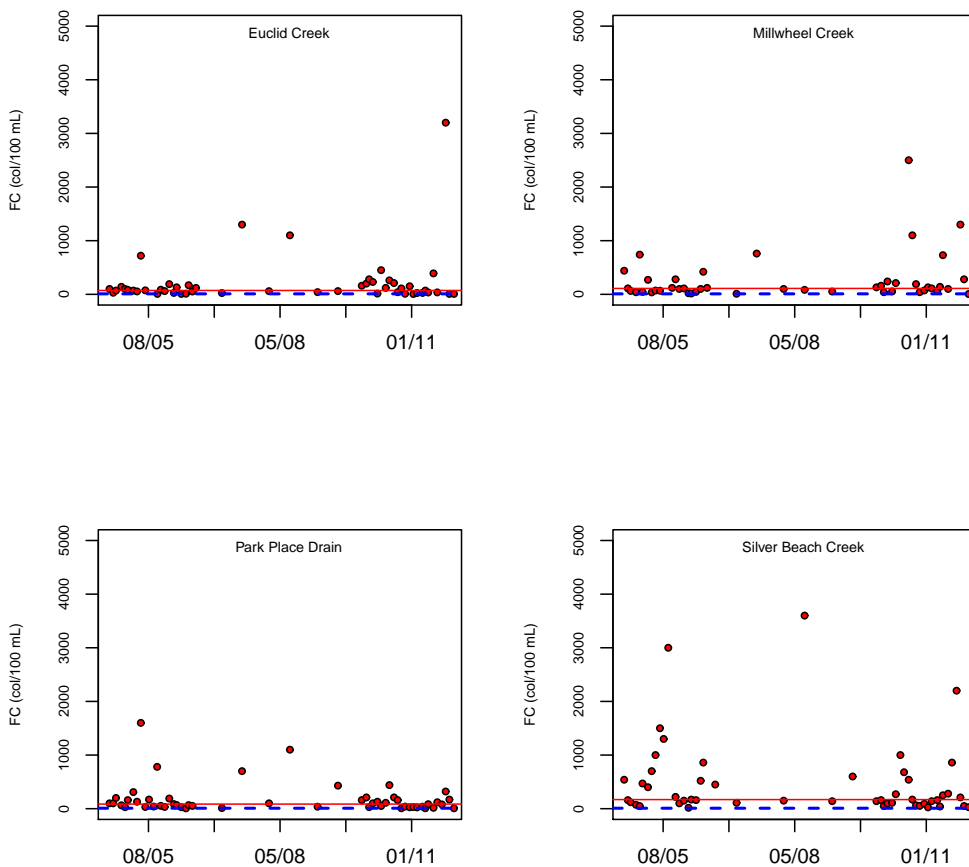 Euclid Creek
FC (col/100 mL)
5000
4000
3000
2000
1000
0
08/05 05/08 01/11
Millwheel Creek
FC (col/100 mL)
5000
4000
3000
2000
1000
0
08/05 05/08 01/11
Park Place Drain
FC (col/100 mL)
5000
4000
3000
2000
1000
0
08/05 05/08 01/11
Silver Beach Creek
FC (col/100 mL)
5000
4000
3000
2000
1000
0
08/05 05/08 01/11